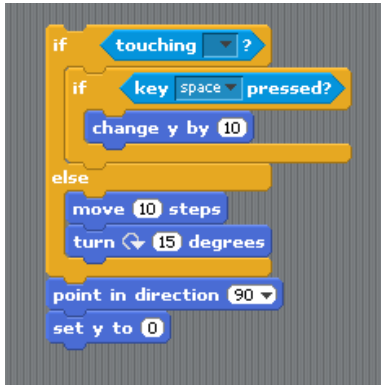 if touching ?
if key space pressed?
change y by 10
else
move 10 steps
turn 15 degrees
point in direction 90
set y to 0